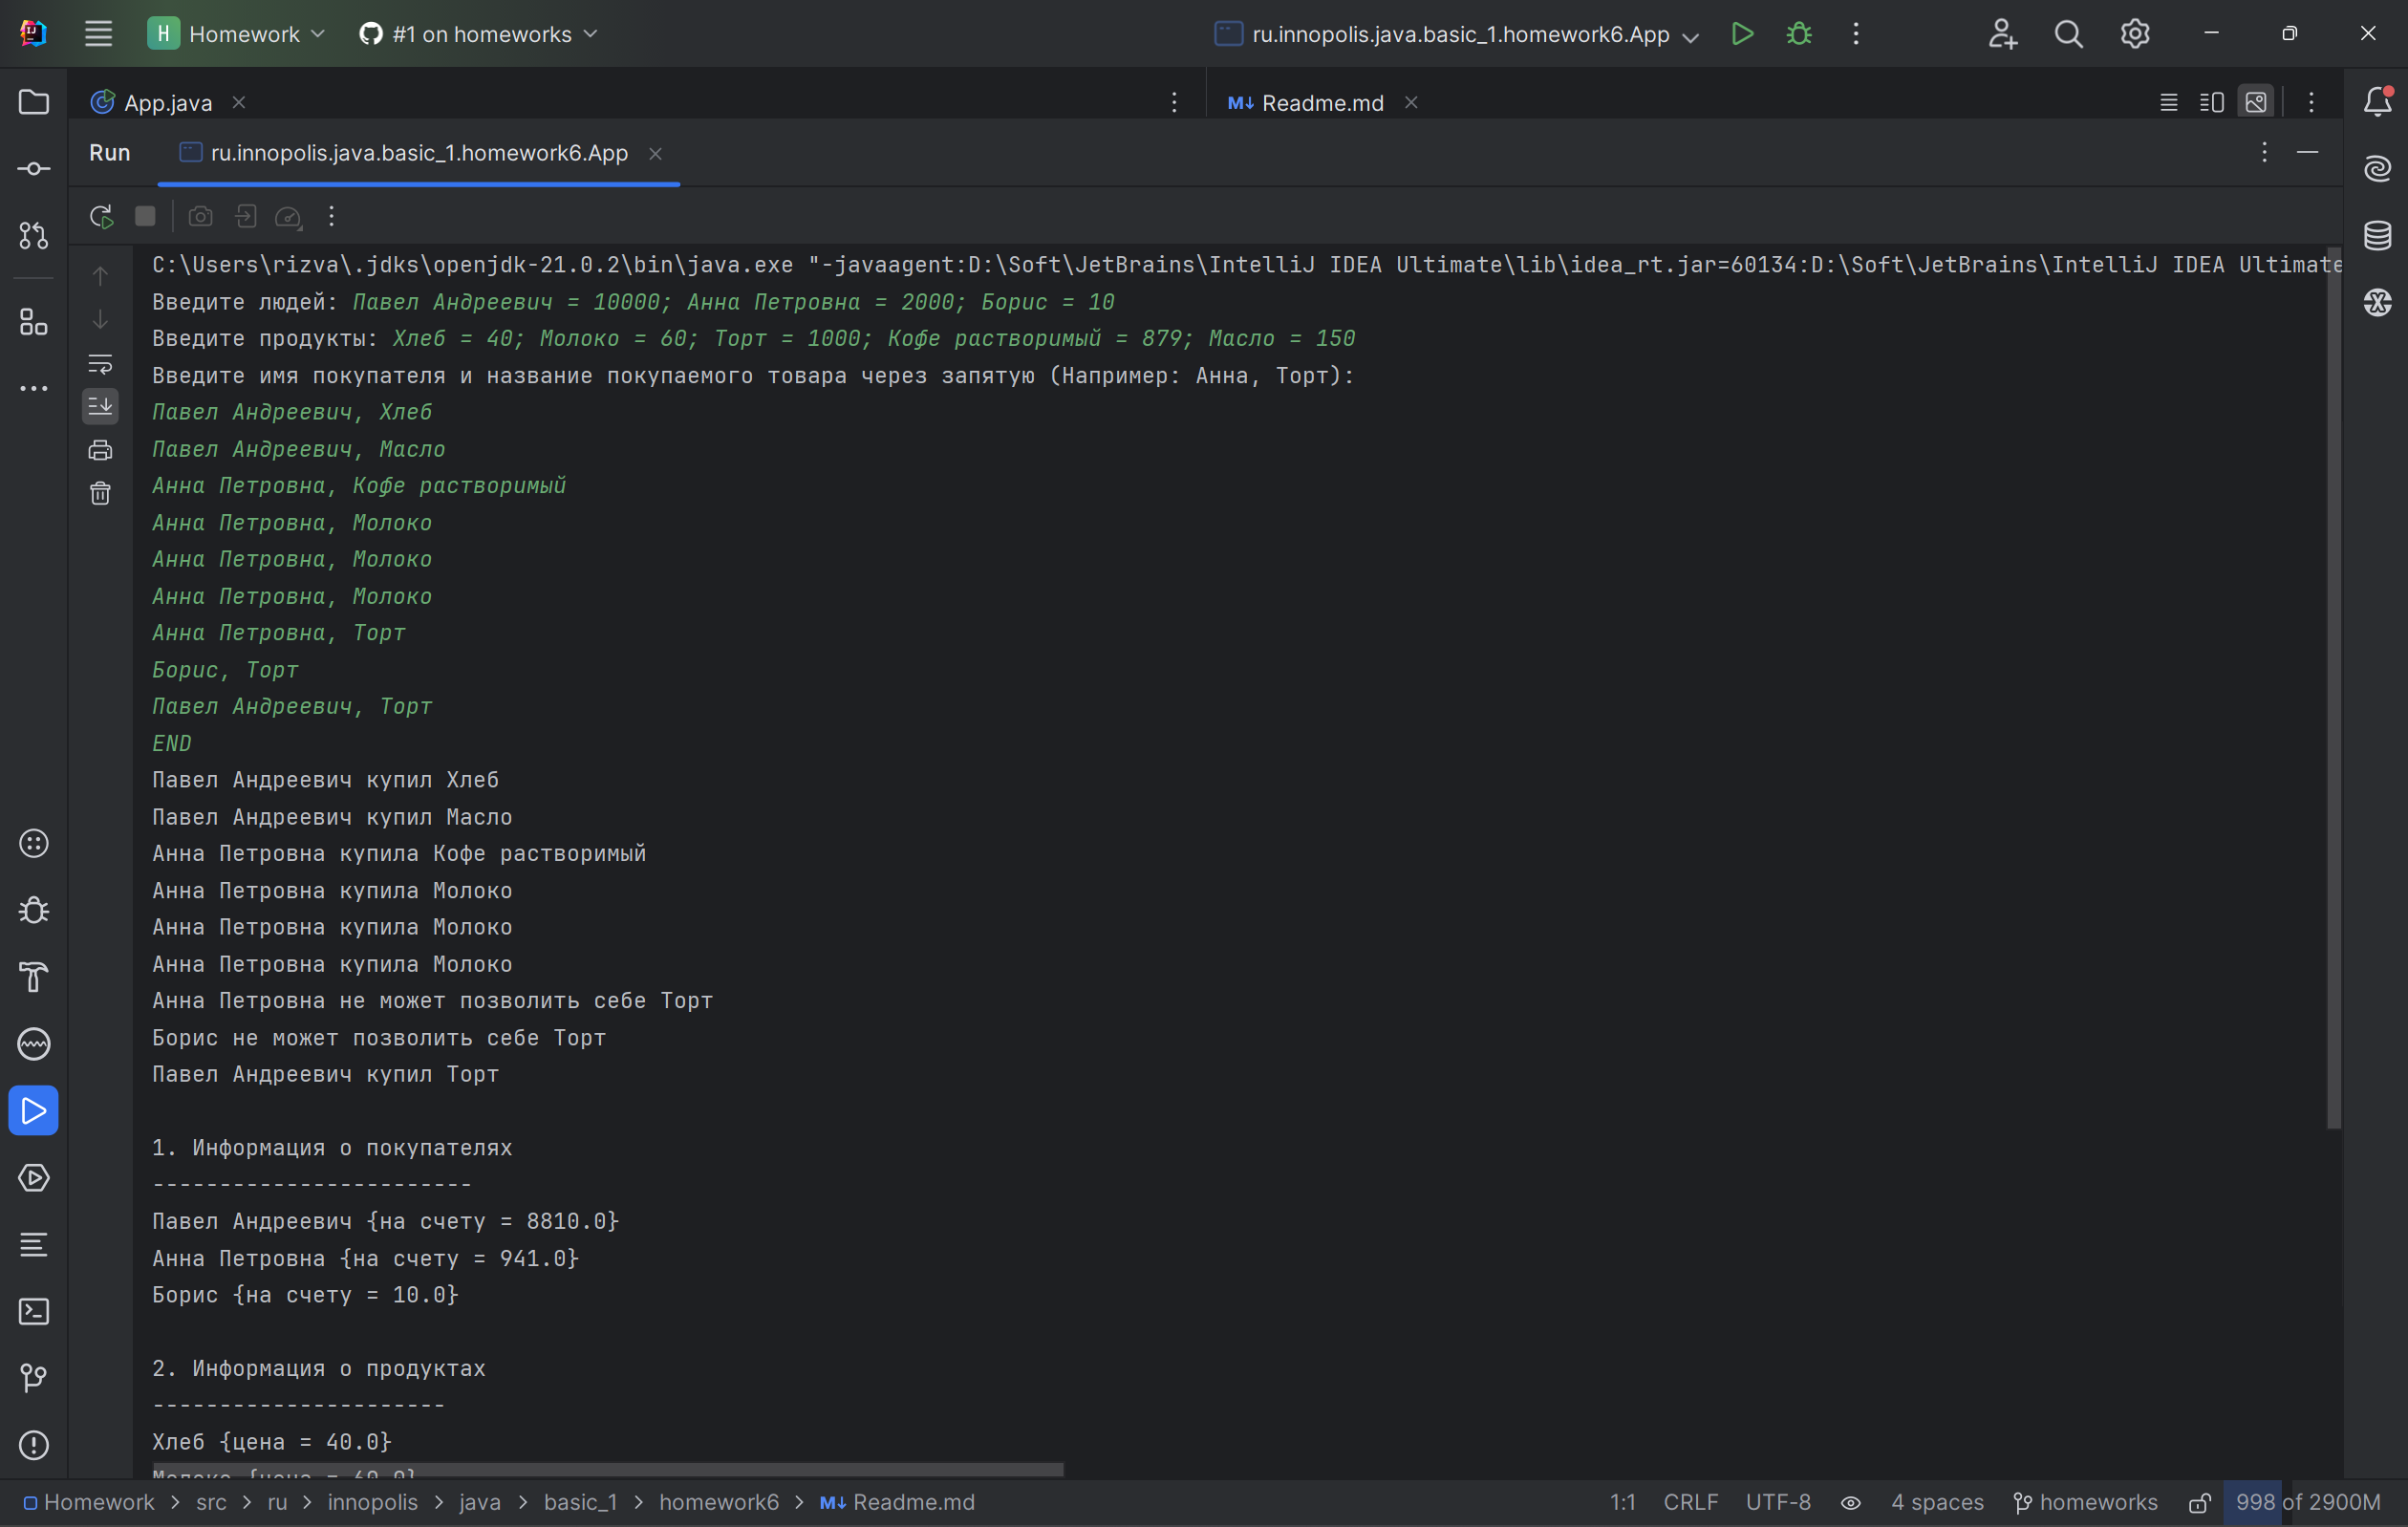 H Homework #1 on homeworks ru.innopolis.java.basic_1.homework6.App
App.java
M↓ Readme.md
Run ru.innopolis.java.basic_1.homework6.App
C:\Users\rizva\.jdks\openjdk-21.0.2\bin\java.exe "-javaagent:D:\Soft\JetBrains\IntelliJ IDEA Ultimate\lib\idea_rt.jar=60134:D:\Soft\JetBrains\IntelliJ IDEA Ultimate
Введите людей: Павел Андреевич = 10000; Анна Петровна = 2000; Борис = 10
Введите продукты: Хлеб = 40; Молоко = 60; Торт = 1000; Кофе растворимый = 879; Масло = 150
Введите имя покупателя и название покупаемого товара через запятую (Например: Анна, Торт):
Павел Андреевич, Хлеб
Павел Андреевич, Масло
Анна Петровна, Кофе растворимый
Анна Петровна, Молоко
Анна Петровна, Молоко
Анна Петровна, Молоко
Анна Петровна, Торт
Борис, Торт
Павел Андреевич, Торт
END
Павел Андреевич купил Хлеб
Павел Андреевич купил Масло
Анна Петровна купила Кофе растворимый
Анна Петровна купила Молоко
Анна Петровна купила Молоко
Анна Петровна купила Молоко
Анна Петровна не может позволить себе Торт
Борис не может позволить себе Торт
Павел Андреевич купил Торт
1. Информация о покупателях
------------------------
Павел Андреевич {на счету = 8810.0}
Анна Петровна {на счету = 941.0}
Борис {на счету = 10.0}
2. Информация о продуктах
----------------------
Хлеб {цена = 40.0}
Молоко {цена = 60.0}
Homework > src > ru > innopolis > java > basic_1 > homework6 > M↓ Readme.md 1:1 CRLF UTF-8 4 spaces homeworks 998 of 2900M